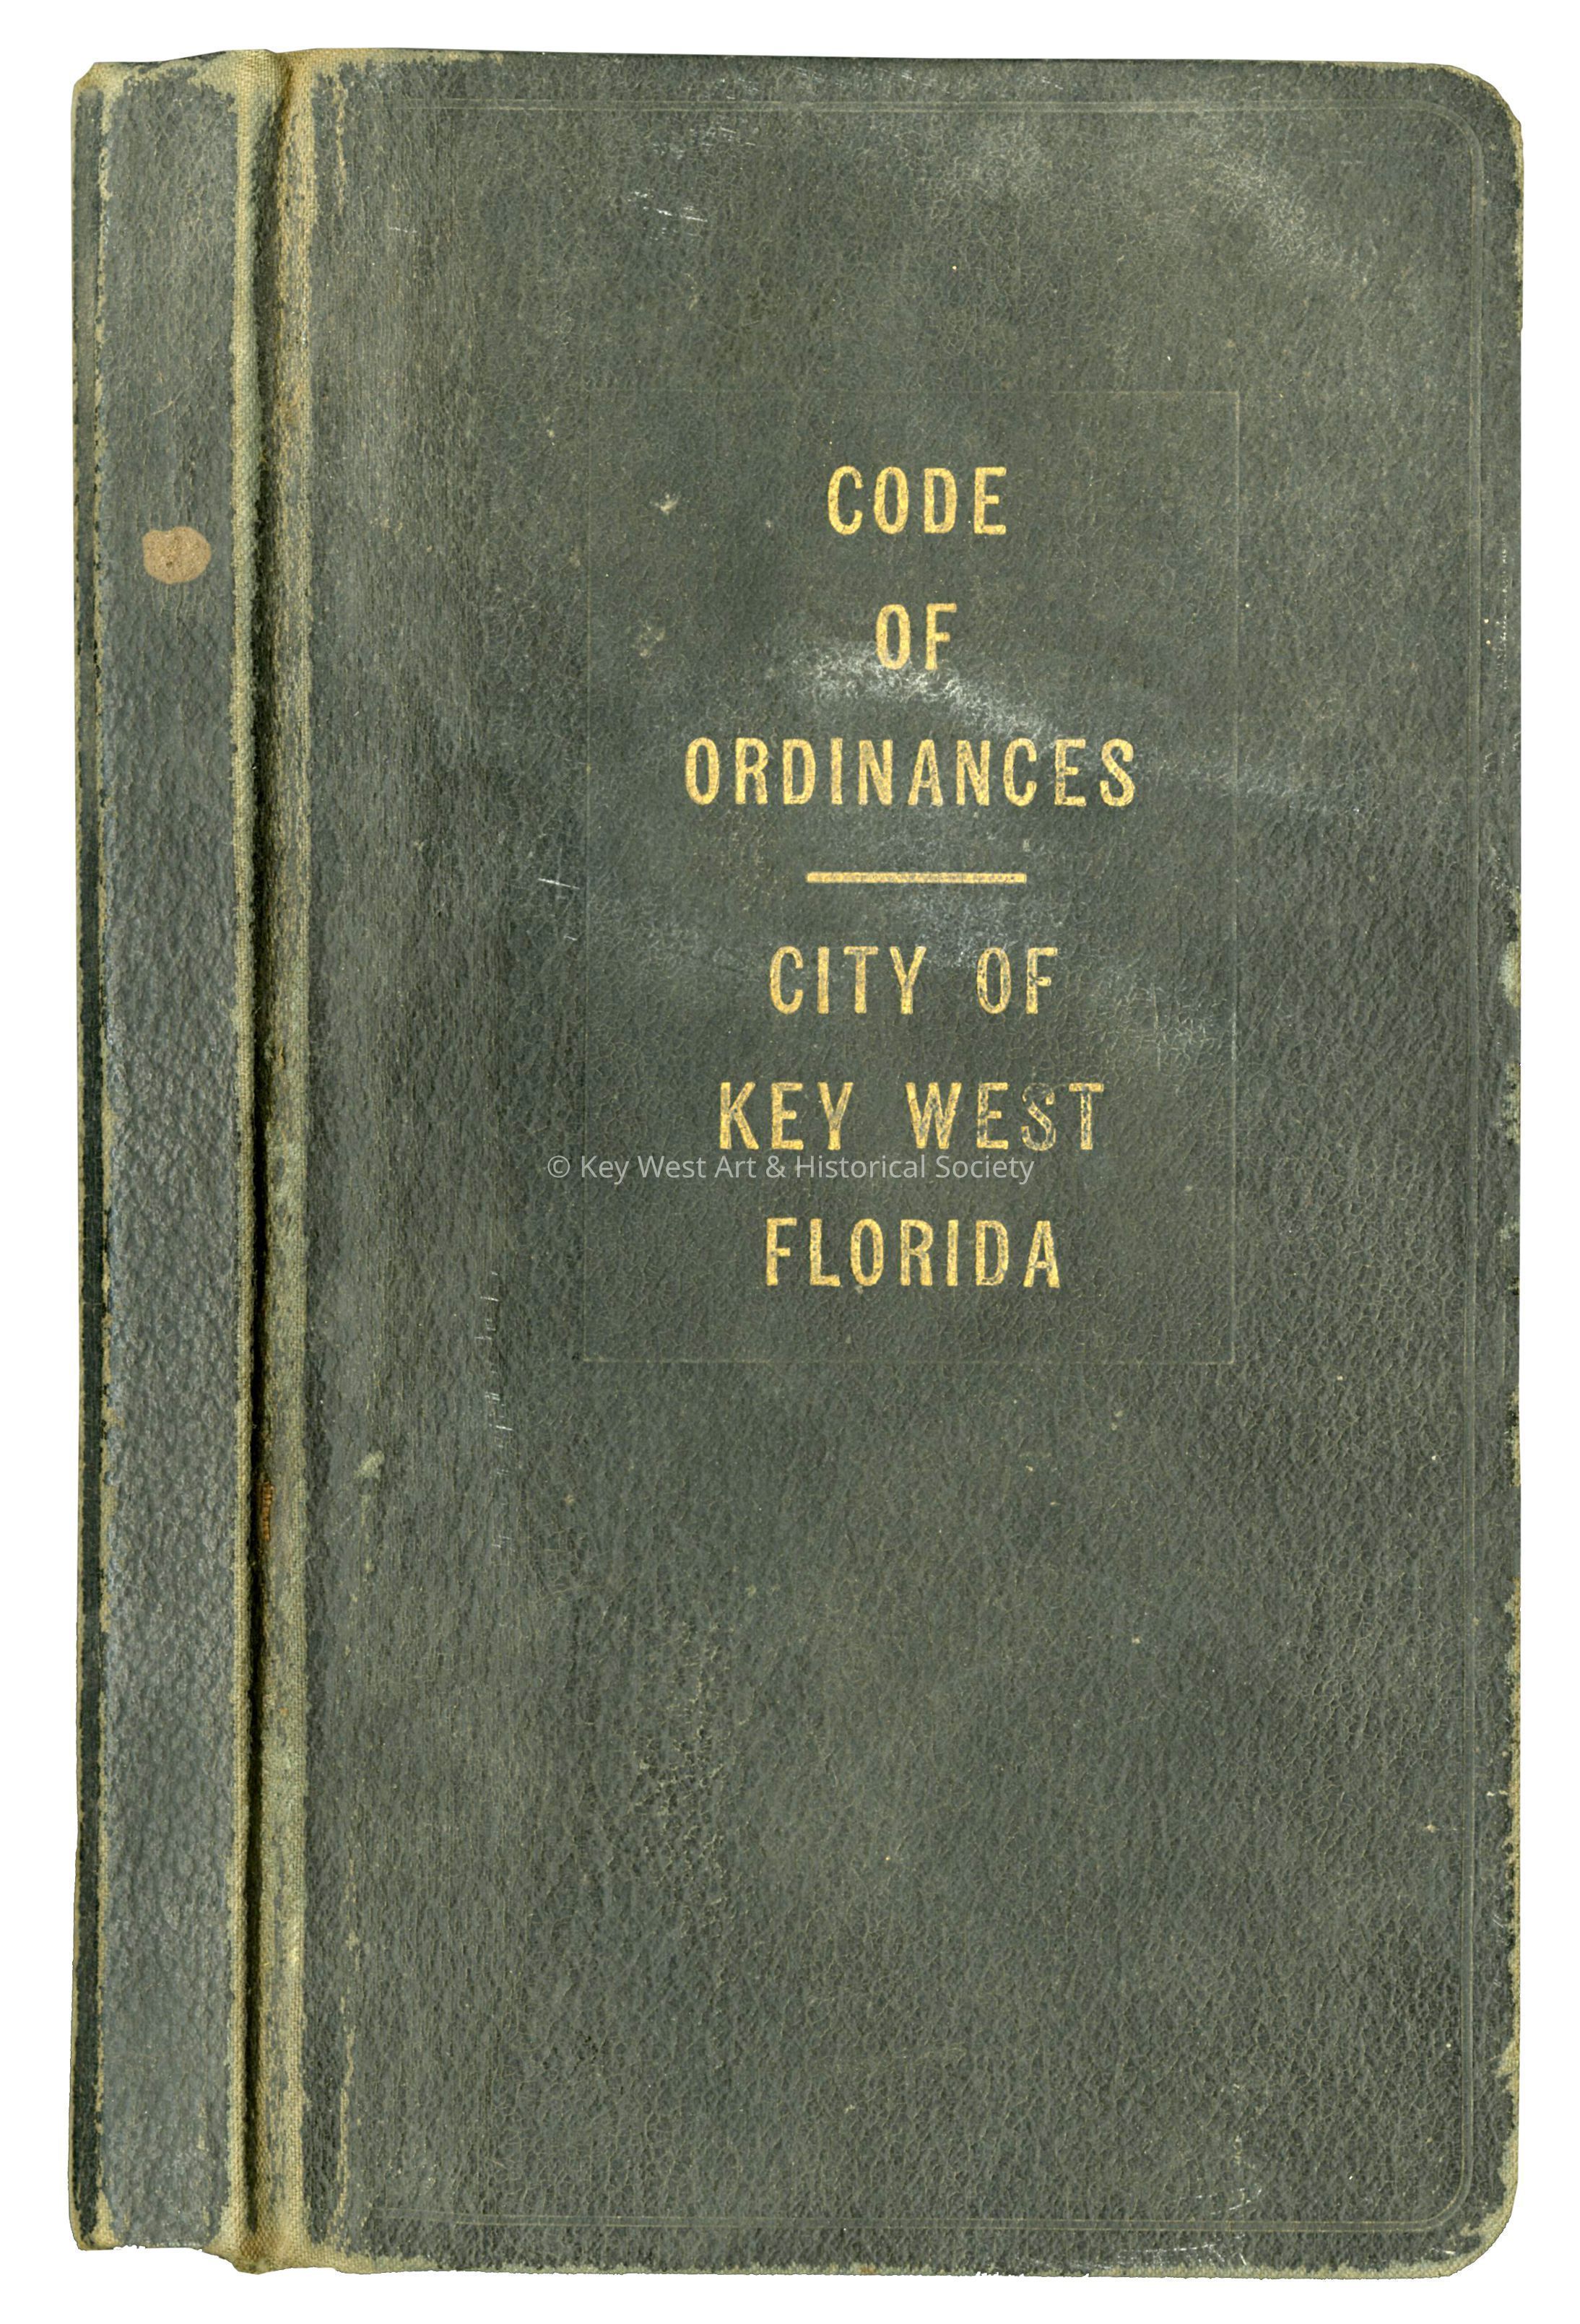 CODE
OF
ORDINANCES
CITY OF
KEY WEST
© Key West Art & Historical Society
FLORIDA